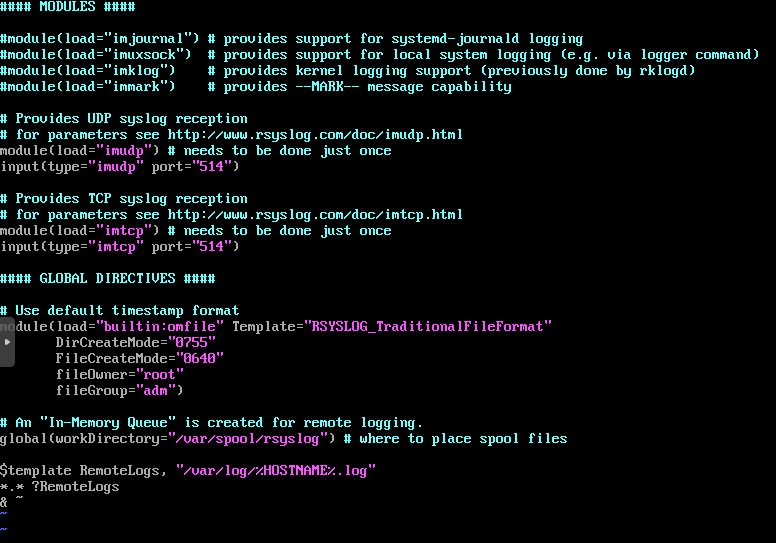 #### MODULES ####
#module(load="imjournal") # provides support for systemd-journald logging
#module(load="imuxsock")  # provides support for local system logging (e.g. via logger command)
#module(load="imklog")    # provides kernel logging support (previously done by rklogd)
#module(load="immark")    # provides --MARK-- message capability
# Provides UDP syslog reception
# for parameters see http://www.rsyslog.com/doc/imudp.html
module(load="imudp") # needs to be done just once
input(type="imudp" port="514")
# Provides TCP syslog reception
# for parameters see http://www.rsyslog.com/doc/imtcp.html
module(load="imtcp") # needs to be done just once
input(type="imtcp" port="514")
#### GLOBAL DIRECTIVES ####
# Use default timestamp format
module(load="builtin:omfile" Template="RSYSLOG_TraditionalFileFormat"
       DirCreateMode="0755"
       FileCreateMode="0640"
       fileOwner="root"
       fileGroup="adm")
# An "In-Memory Queue" is created for remote logging.
global(workDirectory="/var/spool/rsyslog") # where to place spool files
$template RemoteLogs, "/var/log/%HOSTNAME%.log"
*.* ?RemoteLogs
& ~
~
~